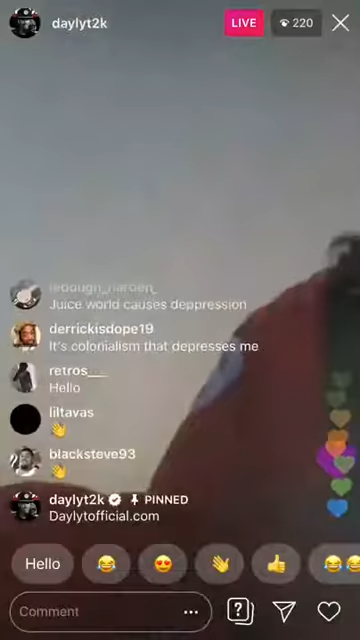 daylyt2k
LIVE
220
Juice world causes deppression
derrickisdope19
It's colonialism that depresses me
retros___
Hello
liltavas
👋
blacksteve93
👋
daylyt2k PINNED
Daylytofficial.com
Hello 😂 😍 👋 👍 😂😂
Comment